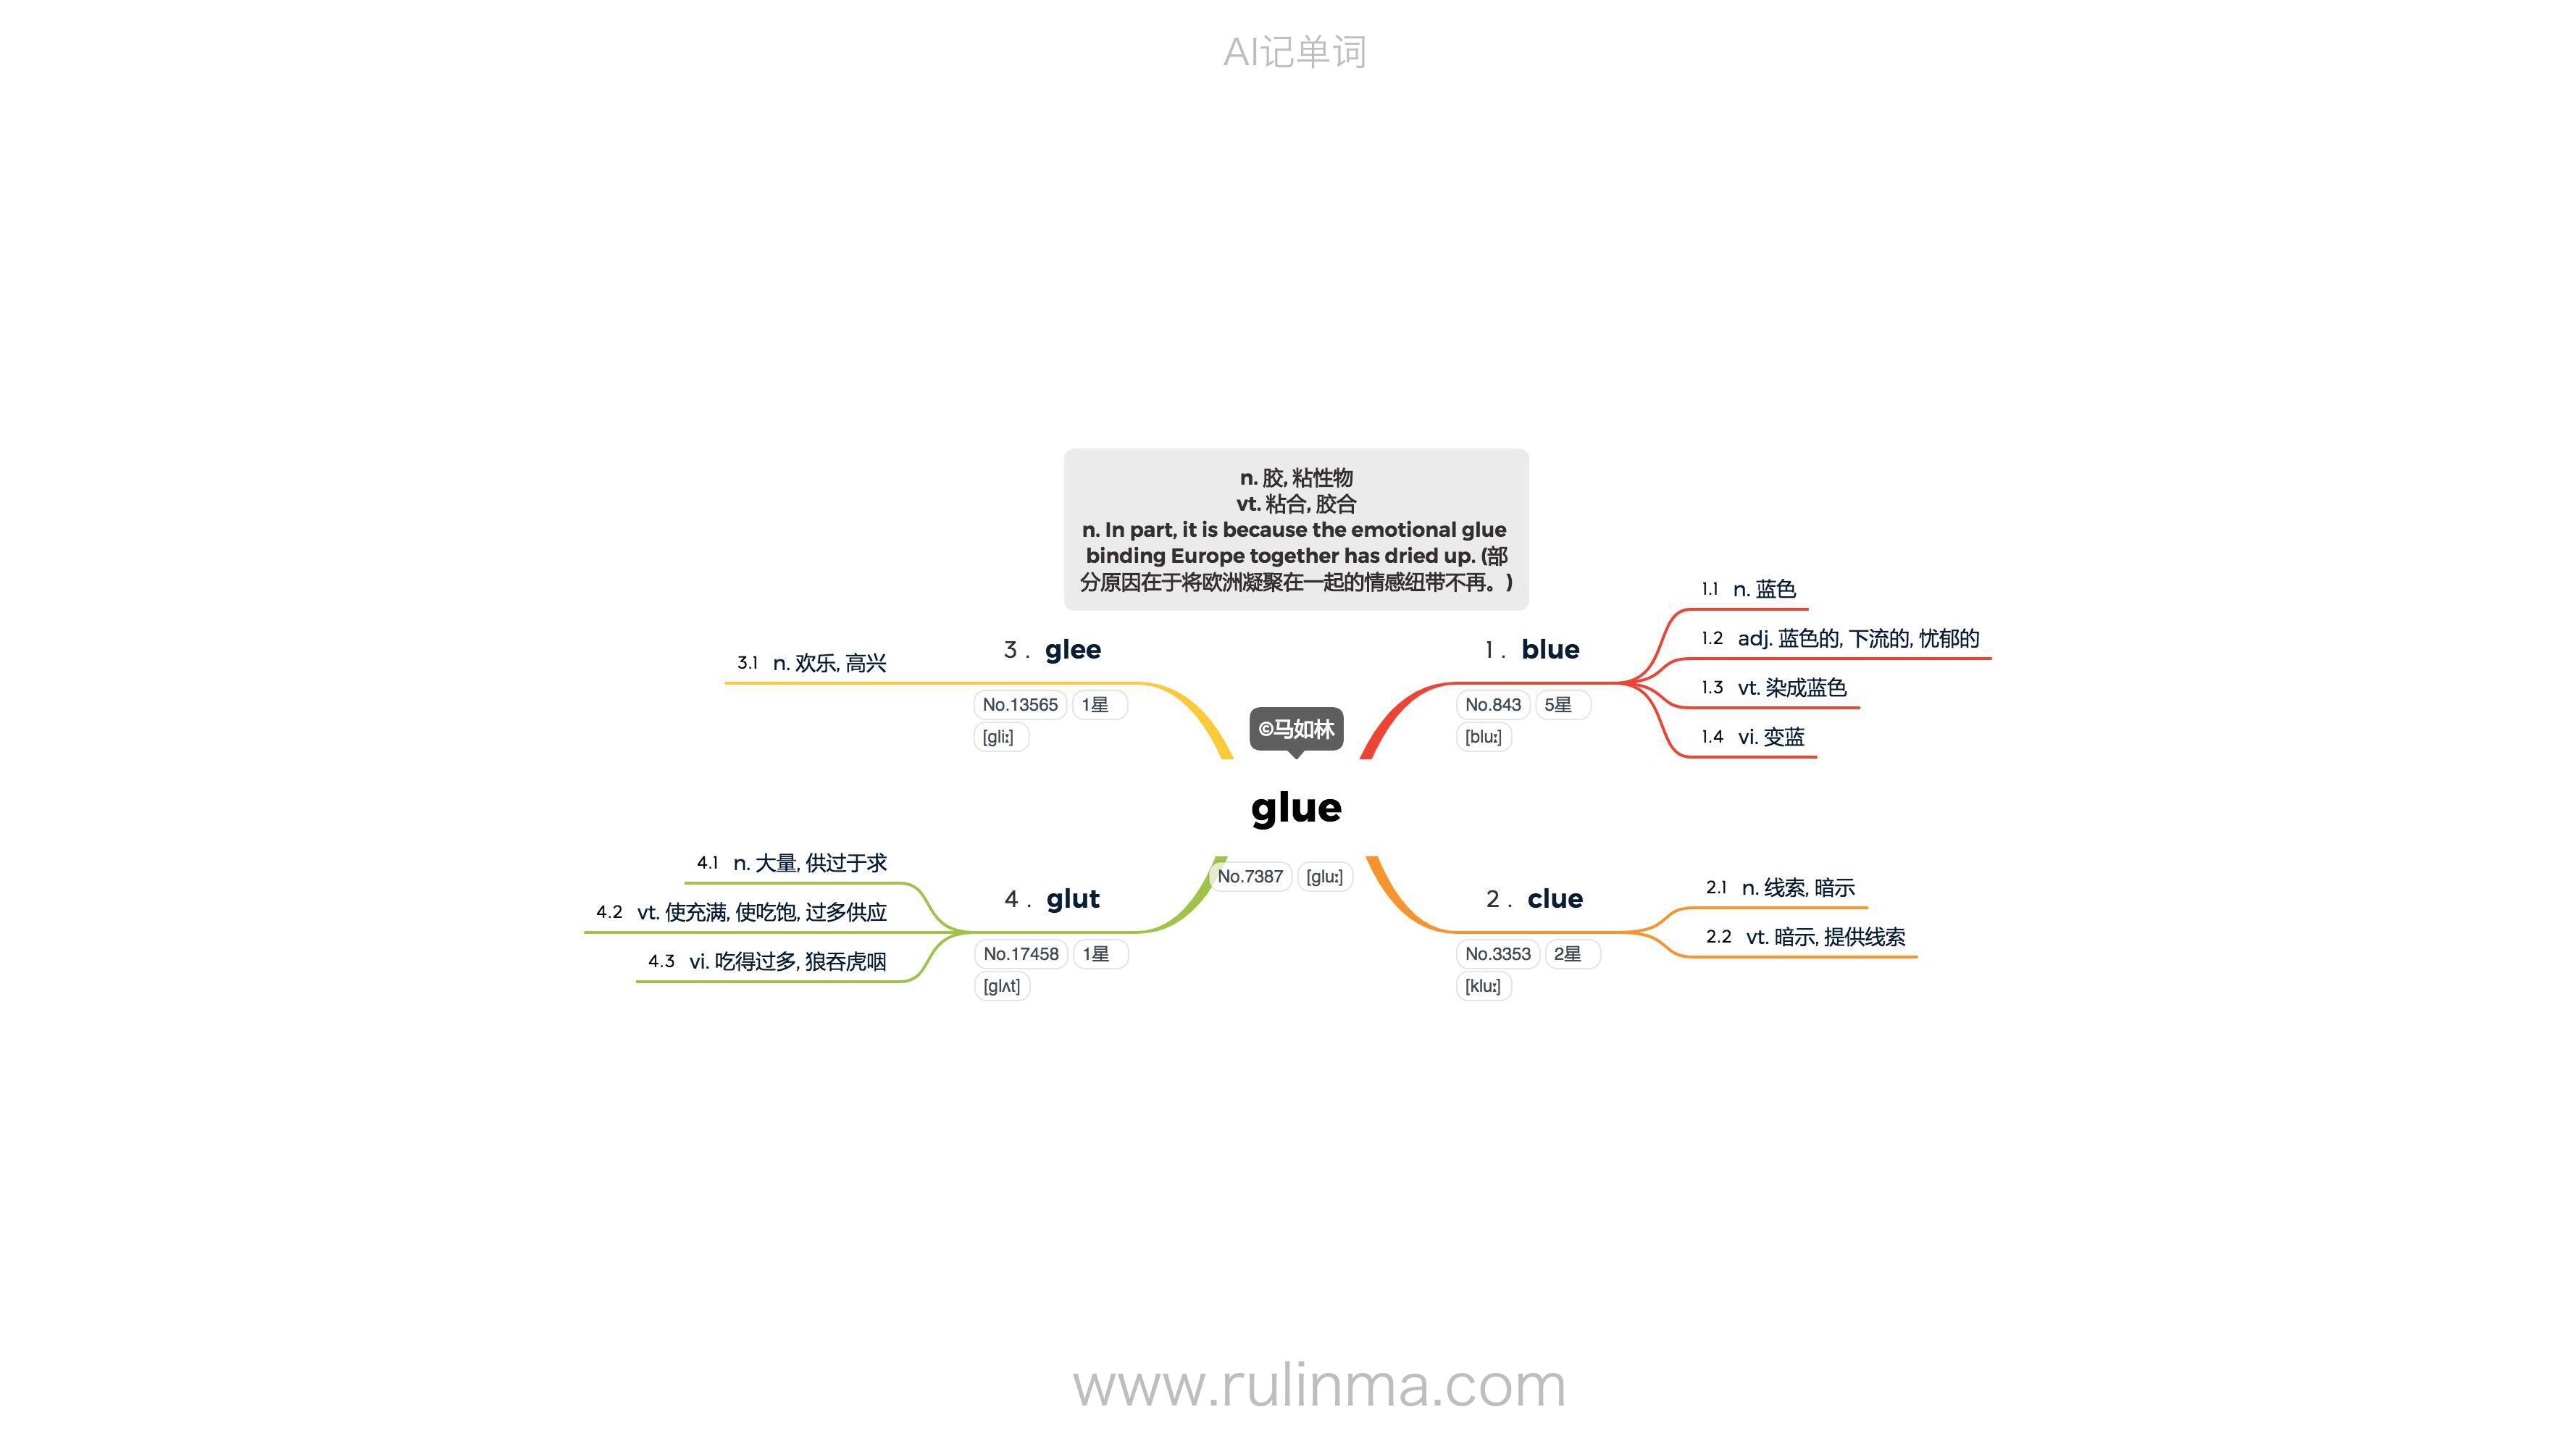 AI记单词
n. 胶, 粘性物
vt. 粘合, 胶合
n. In part, it is because the emotional glue
binding Europe together has dried up. (部
分原因在于将欧洲凝聚在一起的情感纽带不再。)
©马如林
glue
No.7387 [gluː]
1. blue
No.843 5星
[bluː]
1.1 n. 蓝色
1.2 adj. 蓝色的, 下流的, 忧郁的
1.3 vt. 染成蓝色
1.4 vi. 变蓝
2. clue
No.3353 2星
[kluː]
2.1 n. 线索, 暗示
2.2 vt. 暗示, 提供线索
3. glee
No.13565 1星
[gliː]
3.1 n. 欢乐, 高兴
4. glut
No.17458 1星
[glʌt]
4.1 n. 大量, 供过于求
4.2 vt. 使充满, 使吃饱, 过多供应
4.3 vi. 吃得过多, 狼吞虎咽
www.rulinma.com